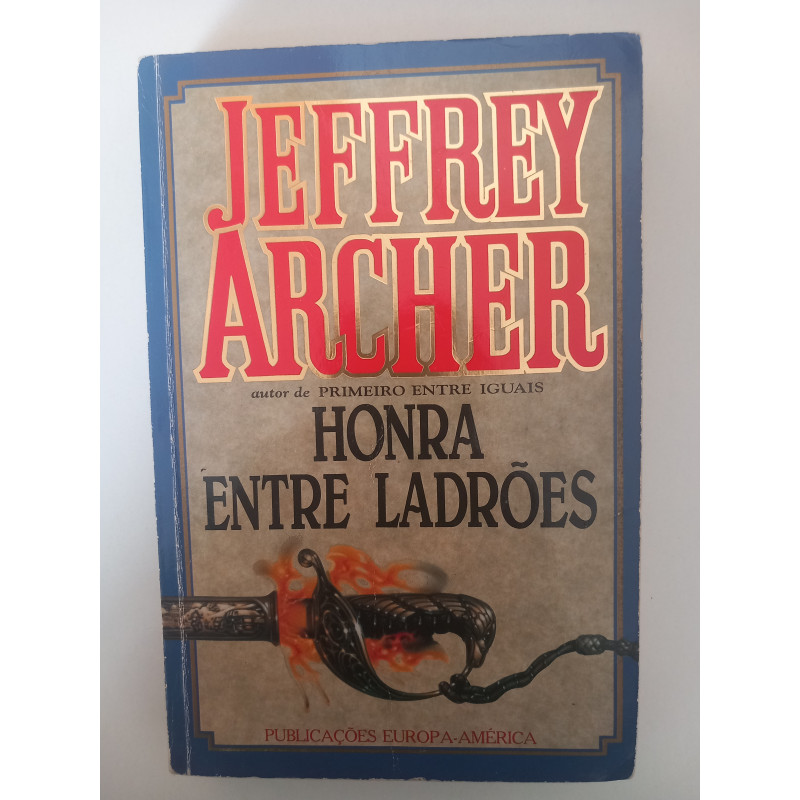 JEFFREY
ARCHER
autor de PRIMEIRO ENTRE IGUAIS
HONRA
ENTRE LADRÕES
PUBLICAÇÕES EUROPA-AMÉRICA